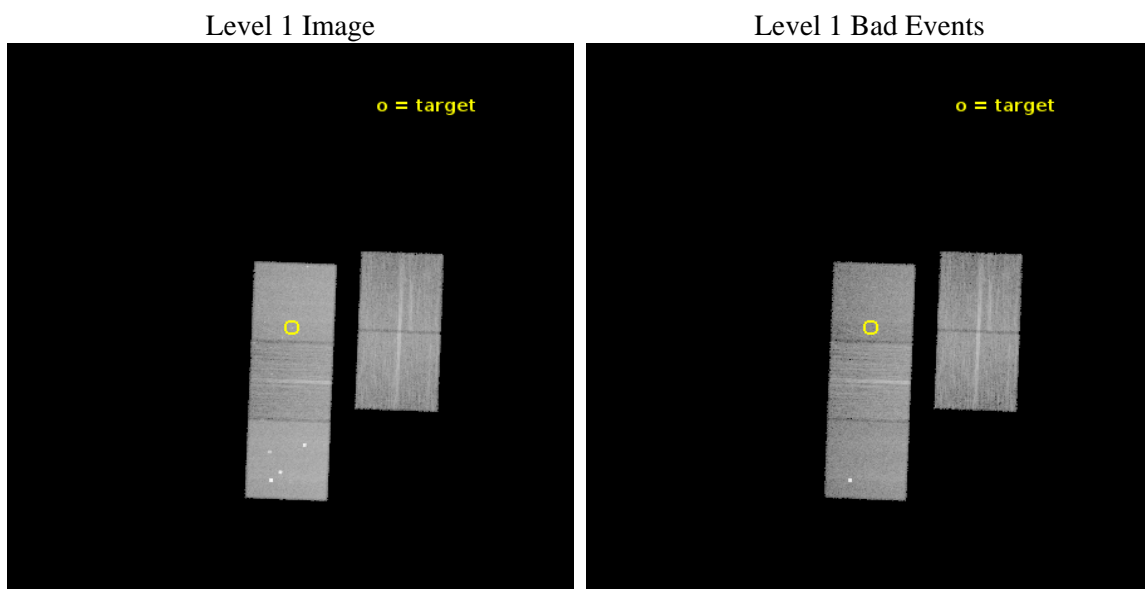 Level 1 Image
Level 1 Bad Events
o = target
o = target